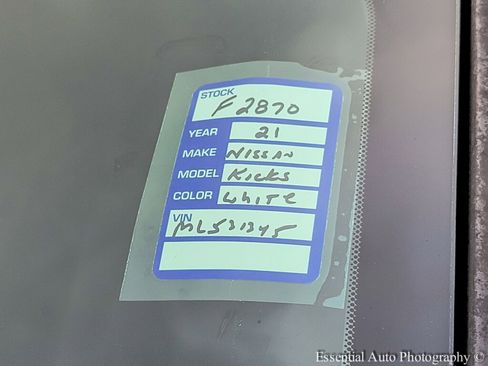 STOCK
F2870
YEAR 21
MAKE NISSAN
MODEL KICKS
COLOR WHITE
VIN
ML531345
Essential Auto Photography ©